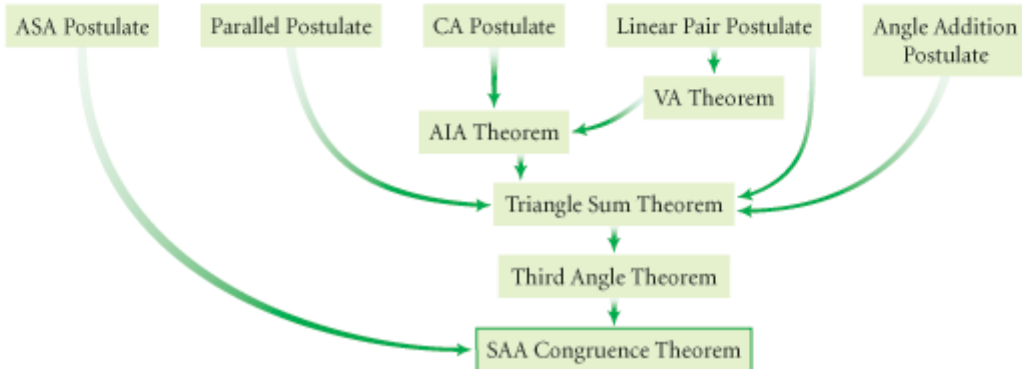 ASA Postulate
Parallel Postulate
CA Postulate
Linear Pair Postulate
Angle Addition
Postulate
VA Theorem
AIA Theorem
Triangle Sum Theorem
Third Angle Theorem
SAA Congruence Theorem